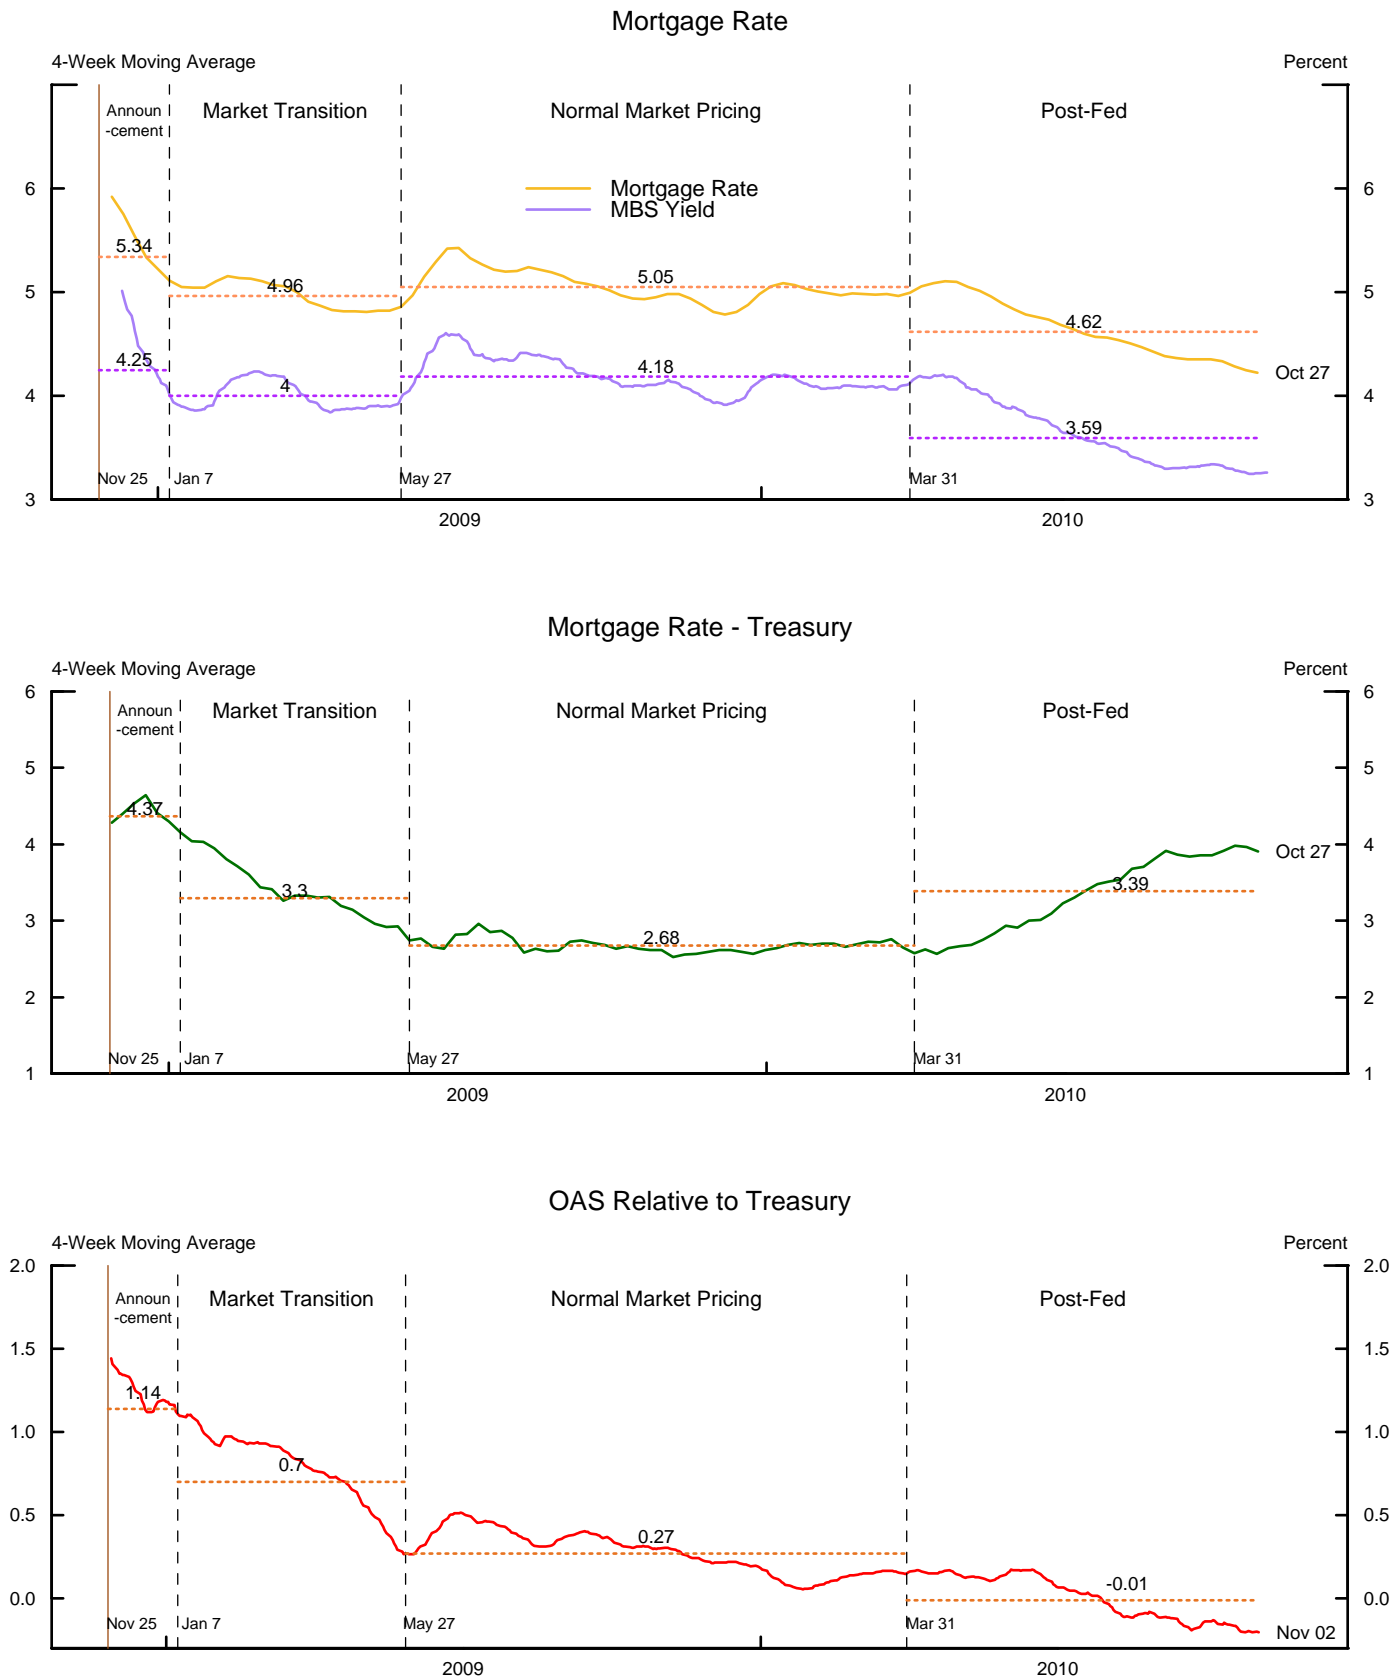 Mortgage Rate
4-Week Moving Average
Percent
Announ
-cement
Market Transition
Normal Market Pricing
Post-Fed
6
6
Mortgage Rate
MBS Yield
5.34
5
4.96
5.05
5
4.62
4.25
4.18
Oct 27
4
4
4
3.59
Nov 25
Jan 7
May 27
Mar 31
3
3
2009
2010
Mortgage Rate - Treasury
4-Week Moving Average
Percent
6
6
Announ
-cement
Market Transition
Normal Market Pricing
Post-Fed
5
5
4.37
4
4
Oct 27
3.3
3.39
3
3
2.68
2
2
Nov 25
Jan 7
May 27
Mar 31
1
1
2009
2010
OAS Relative to Treasury
4-Week Moving Average
Percent
2.0
2.0
Announ
-cement
Market Transition
Normal Market Pricing
Post-Fed
1.5
1.5
1.14
1.0
1.0
0.7
0.5
0.5
0.27
-0.01
0.0
0.0
Nov 25
Jan 7
May 27
Mar 31
Nov 02
2009
2010